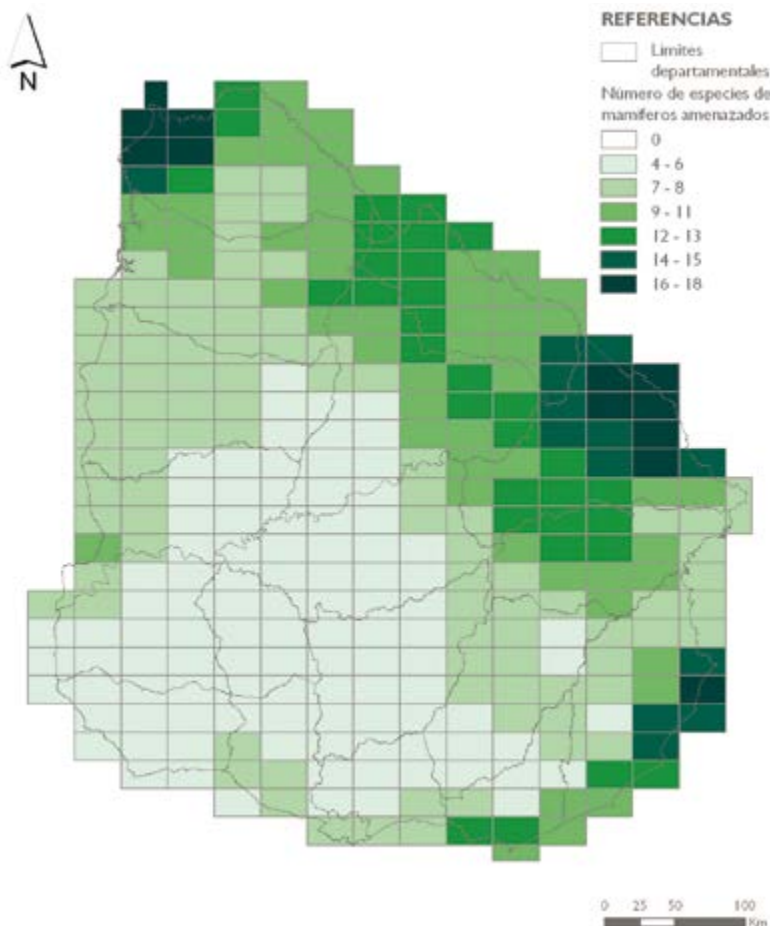 REFERENCIAS
Límites
departamentales
Número de especies de
mamíferos amenazados
0
4 - 6
7 - 8
9 - 11
12 - 13
14 - 15
16 - 18
N
0 25 50 100
Km